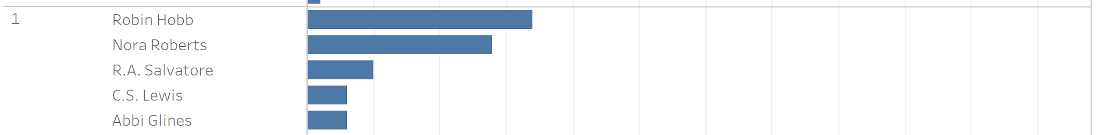 1 Robin Hobb
Nora Roberts
R.A. Salvatore
C.S. Lewis
Abbi Glines